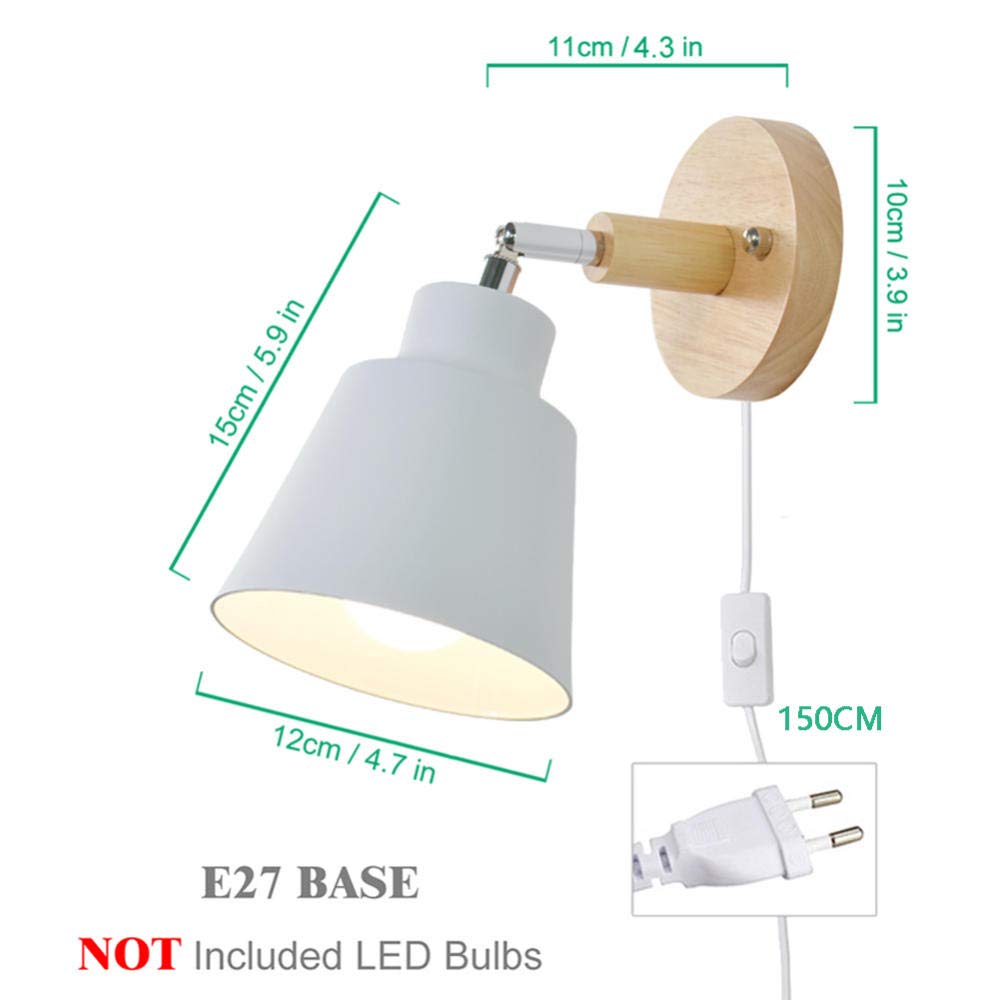 11cm / 4.3 in
10cm / 3.9 in
15cm / 5.9 in
150CM
12cm / 4.7 in
E27 BASE
NOT Included LED Bulbs